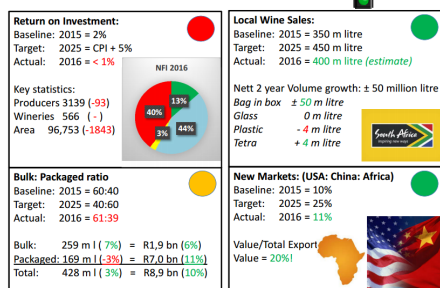 Return on Investment:
Baseline: 2015 = 2%
Target: 2025 = CPI + 5%
Actual: 2016 = < 1%
Key statistics:
Producers 3139 (-93)
Wineries 566 ( - )
Area 96,753 (-1843)
NFI 2016
13%
44%
3%
40%
Local Wine Sales:
Baseline: 2015 = 350 m litre
Target: 2025 = 450 m litre
Actual: 2016 = 400 m litre (estimate)
Nett 2 year Volume growth: ± 50 million litre
Bag in box ± 50 m litre
Glass 0 m litre
Plastic - 4 m litre
Tetra + 4 m litre
South Africa
Inspiring new ways
Bulk: Packaged ratio
Baseline: 2015 = 60:40
Target: 2025 = 40:60
Actual: 2016 = 61:39
Bulk: 259 m l ( 7%) = R1,9 bn (6%)
Packaged: 169 m l (-3%) = R7,0 bn (11%)
Total: 428 m l ( 3%) = R8,9 bn (10%)
New Markets: (USA: China: Africa)
Baseline: 2015 = 10%
Target: 2025 = 25%
Actual: 2016 = 11%
Value/Total Export
Value = 20%!